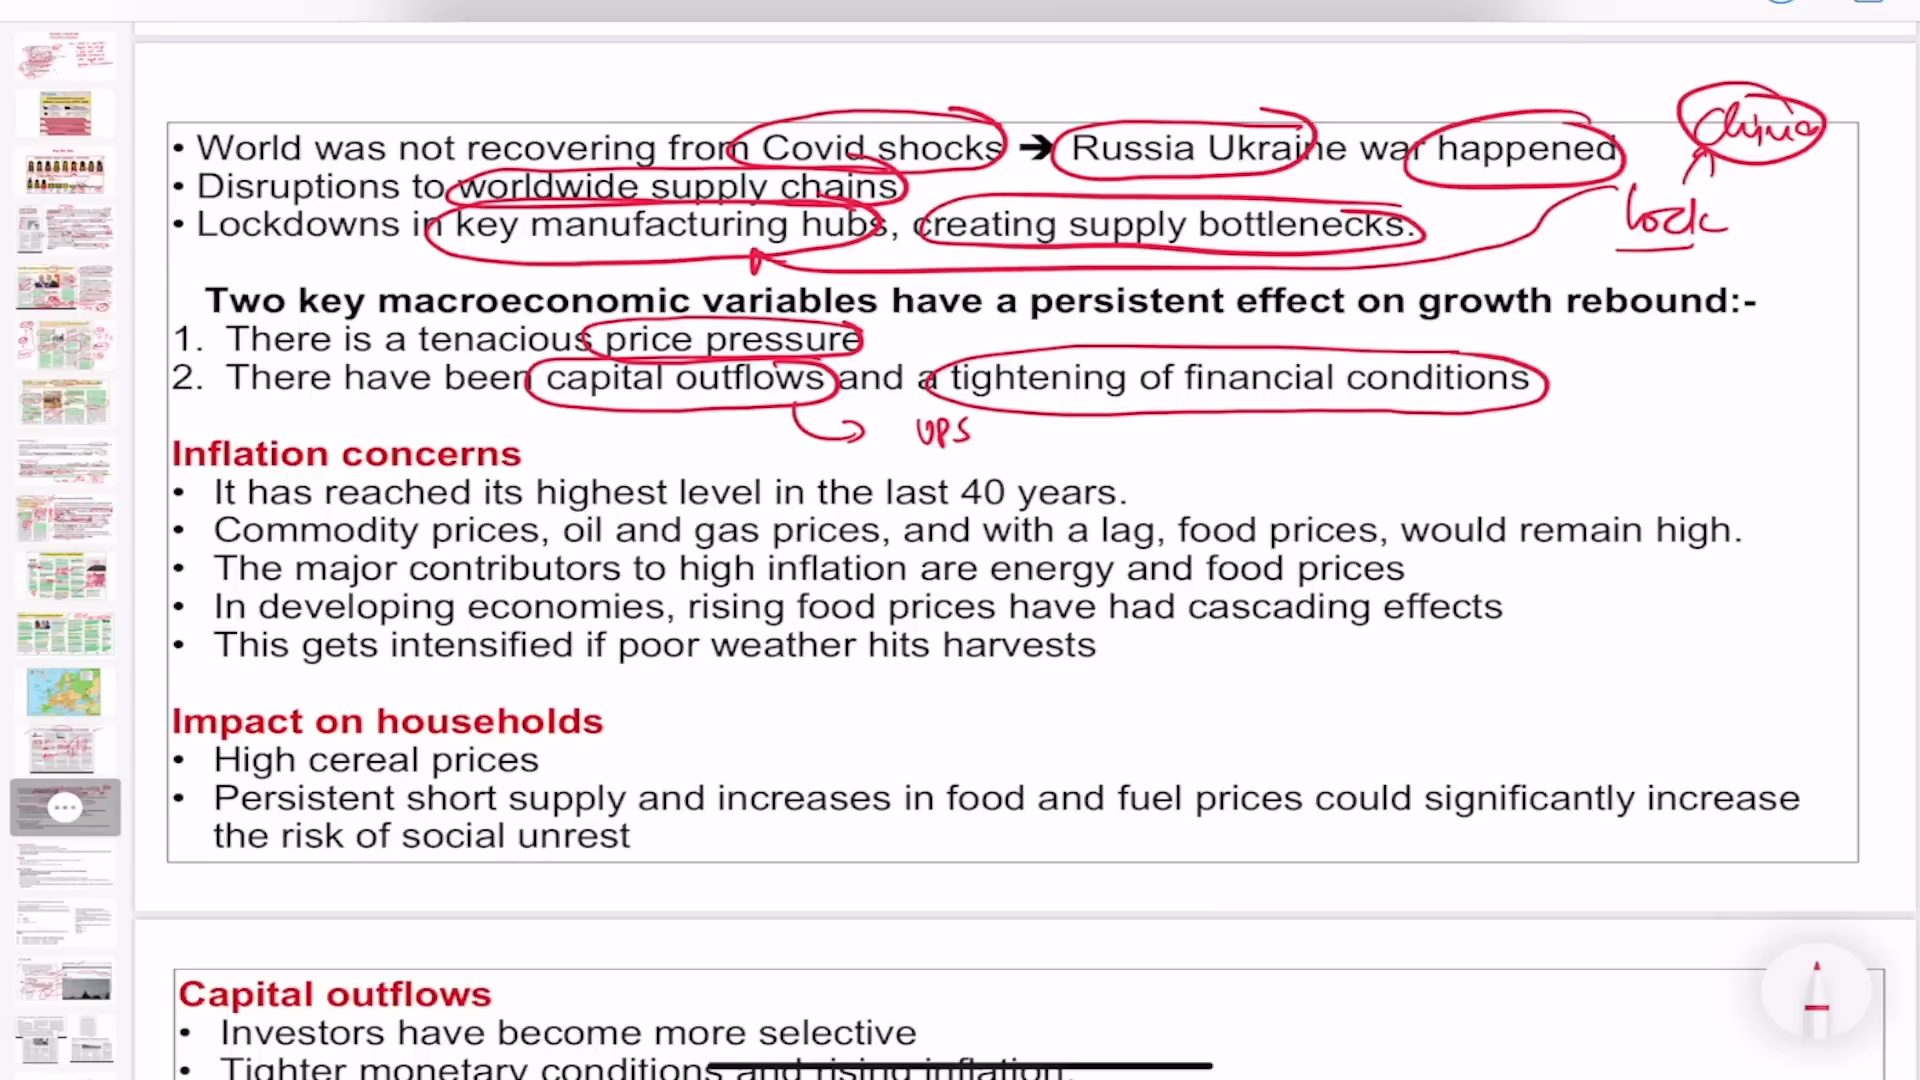 • World was not recovering from Covid shocks ➔ Russia Ukraine war happened
China
• Disruptions to worldwide supply chains
• Lockdowns in key manufacturing hubs, creating supply bottlenecks.
lock
Two key macroeconomic variables have a persistent effect on growth rebound:-
1. There is a tenacious price pressure
2. There have been capital outflows and a tightening of financial conditions
Inflation concerns
• It has reached its highest level in the last 40 years.
• Commodity prices, oil and gas prices, and with a lag, food prices, would remain high.
• The major contributors to high inflation are energy and food prices
• In developing economies, rising food prices have had cascading effects
• This gets intensified if poor weather hits harvests
Impact on households
• High cereal prices
• Persistent short supply and increases in food and fuel prices could significantly increase
the risk of social unrest
Capital outflows
• Investors have become more selective
• Tighter monetary conditions and rising inflation.